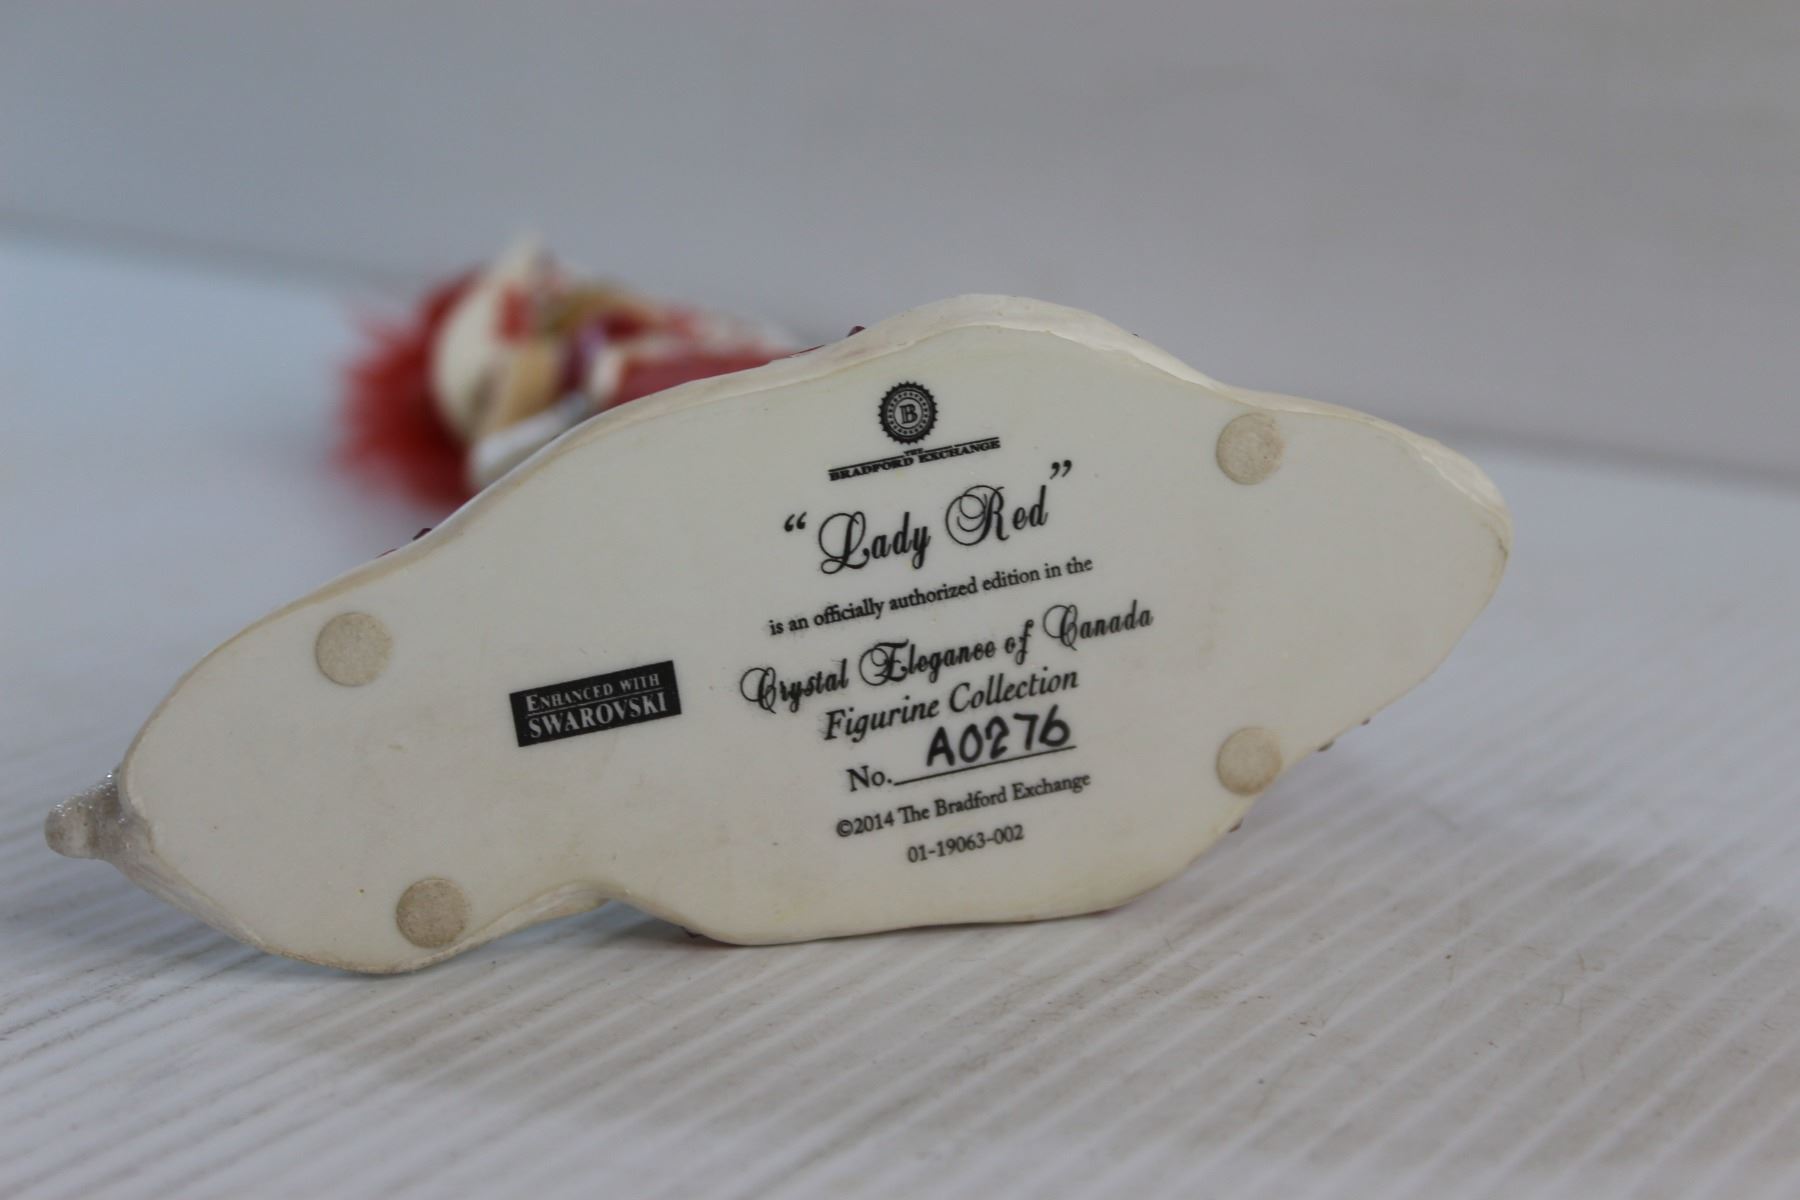 B
THE
BRADFORD EXCHANGE
“Lady Red”
is an officially authorized edition in the
Crystal Elegance of Canada
Figurine Collection
No. A0276
©2014 The Bradford Exchange
01-19063-002
ENHANCED WITH
SWAROVSKI